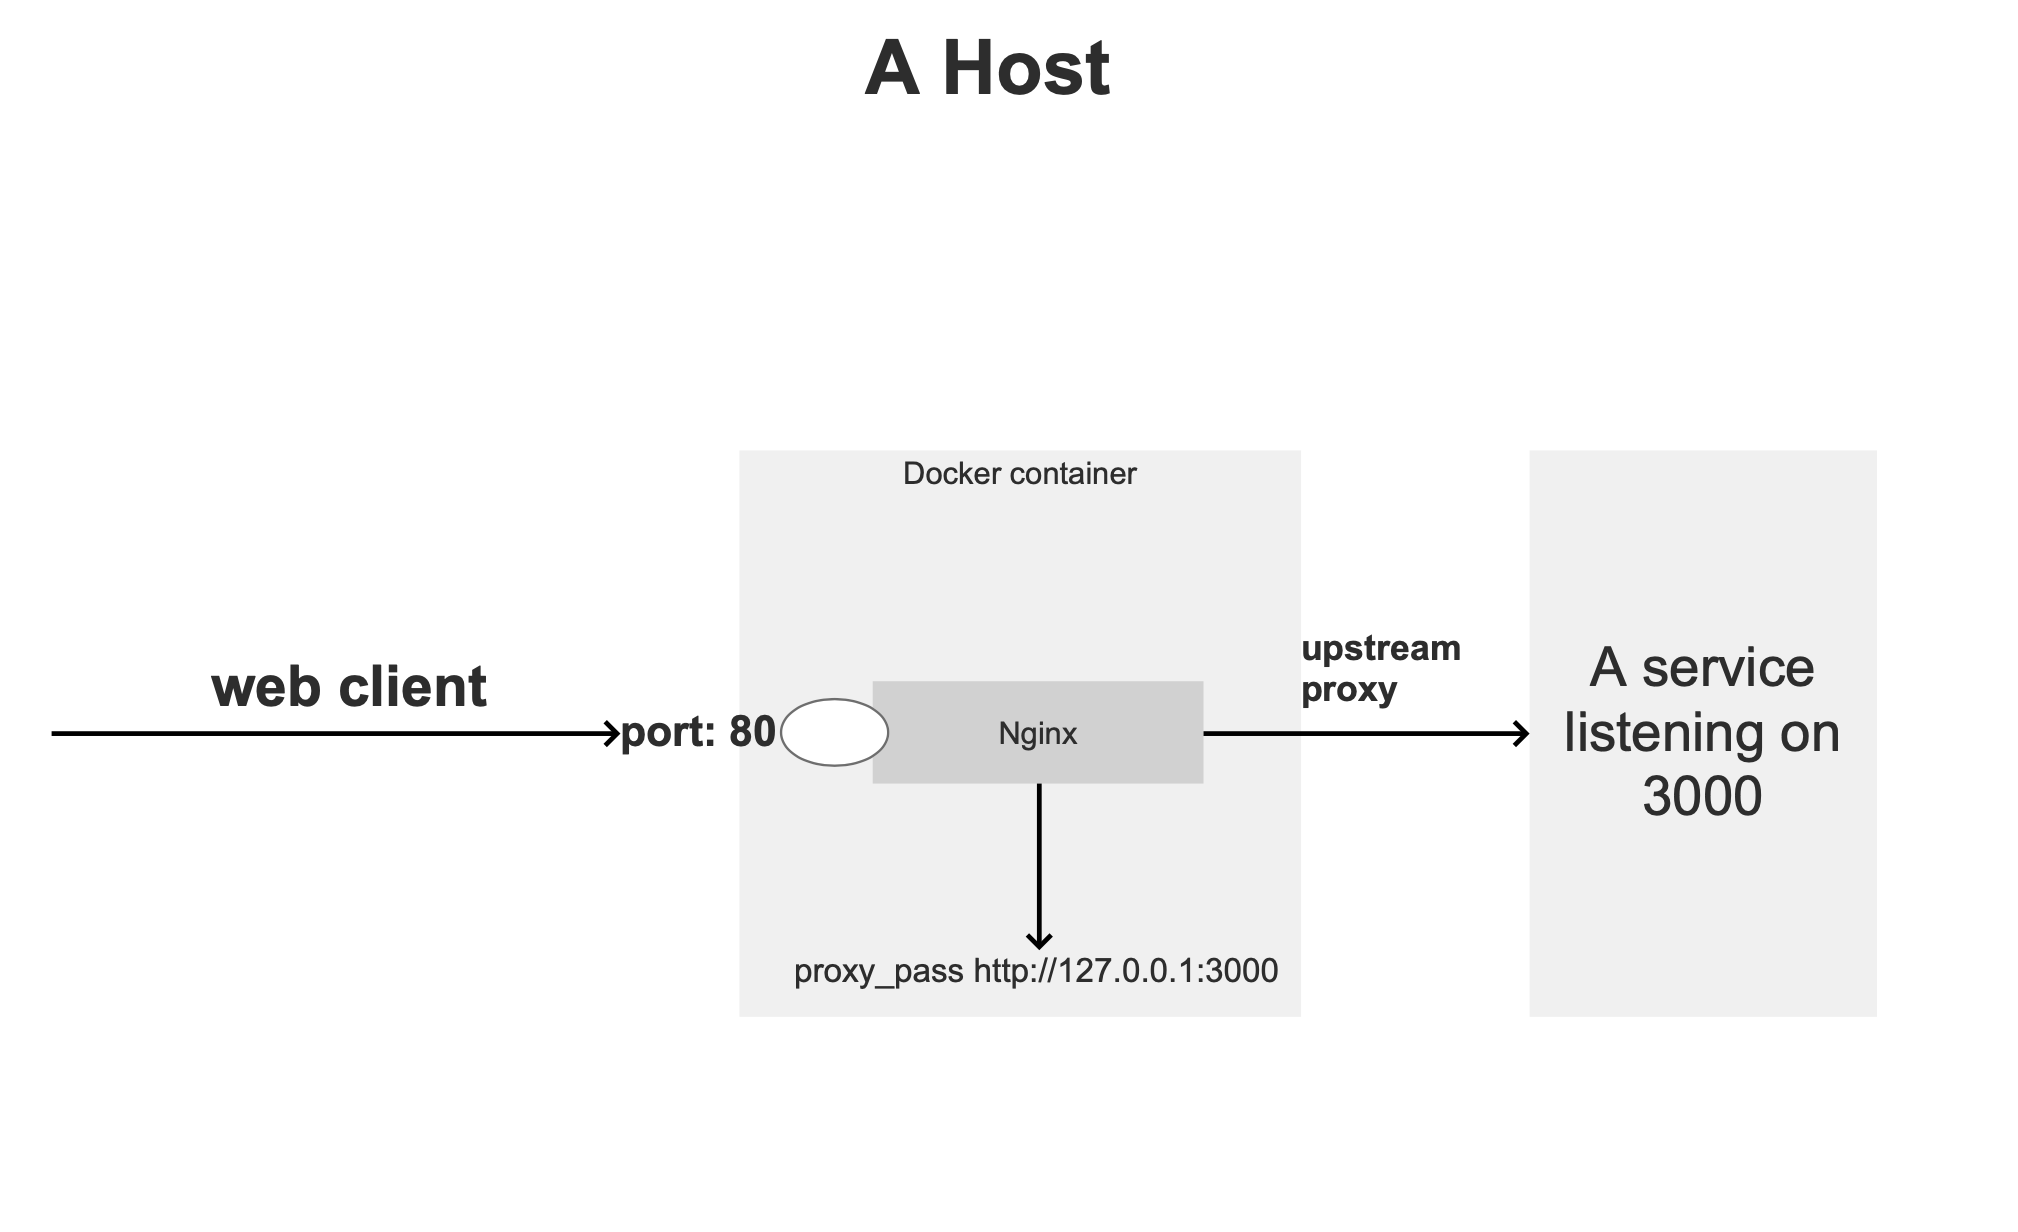 A Host
Docker container
web client
port: 80
Nginx
upstream
proxy
A service
listening on
3000
proxy_pass http://127.0.0.1:3000